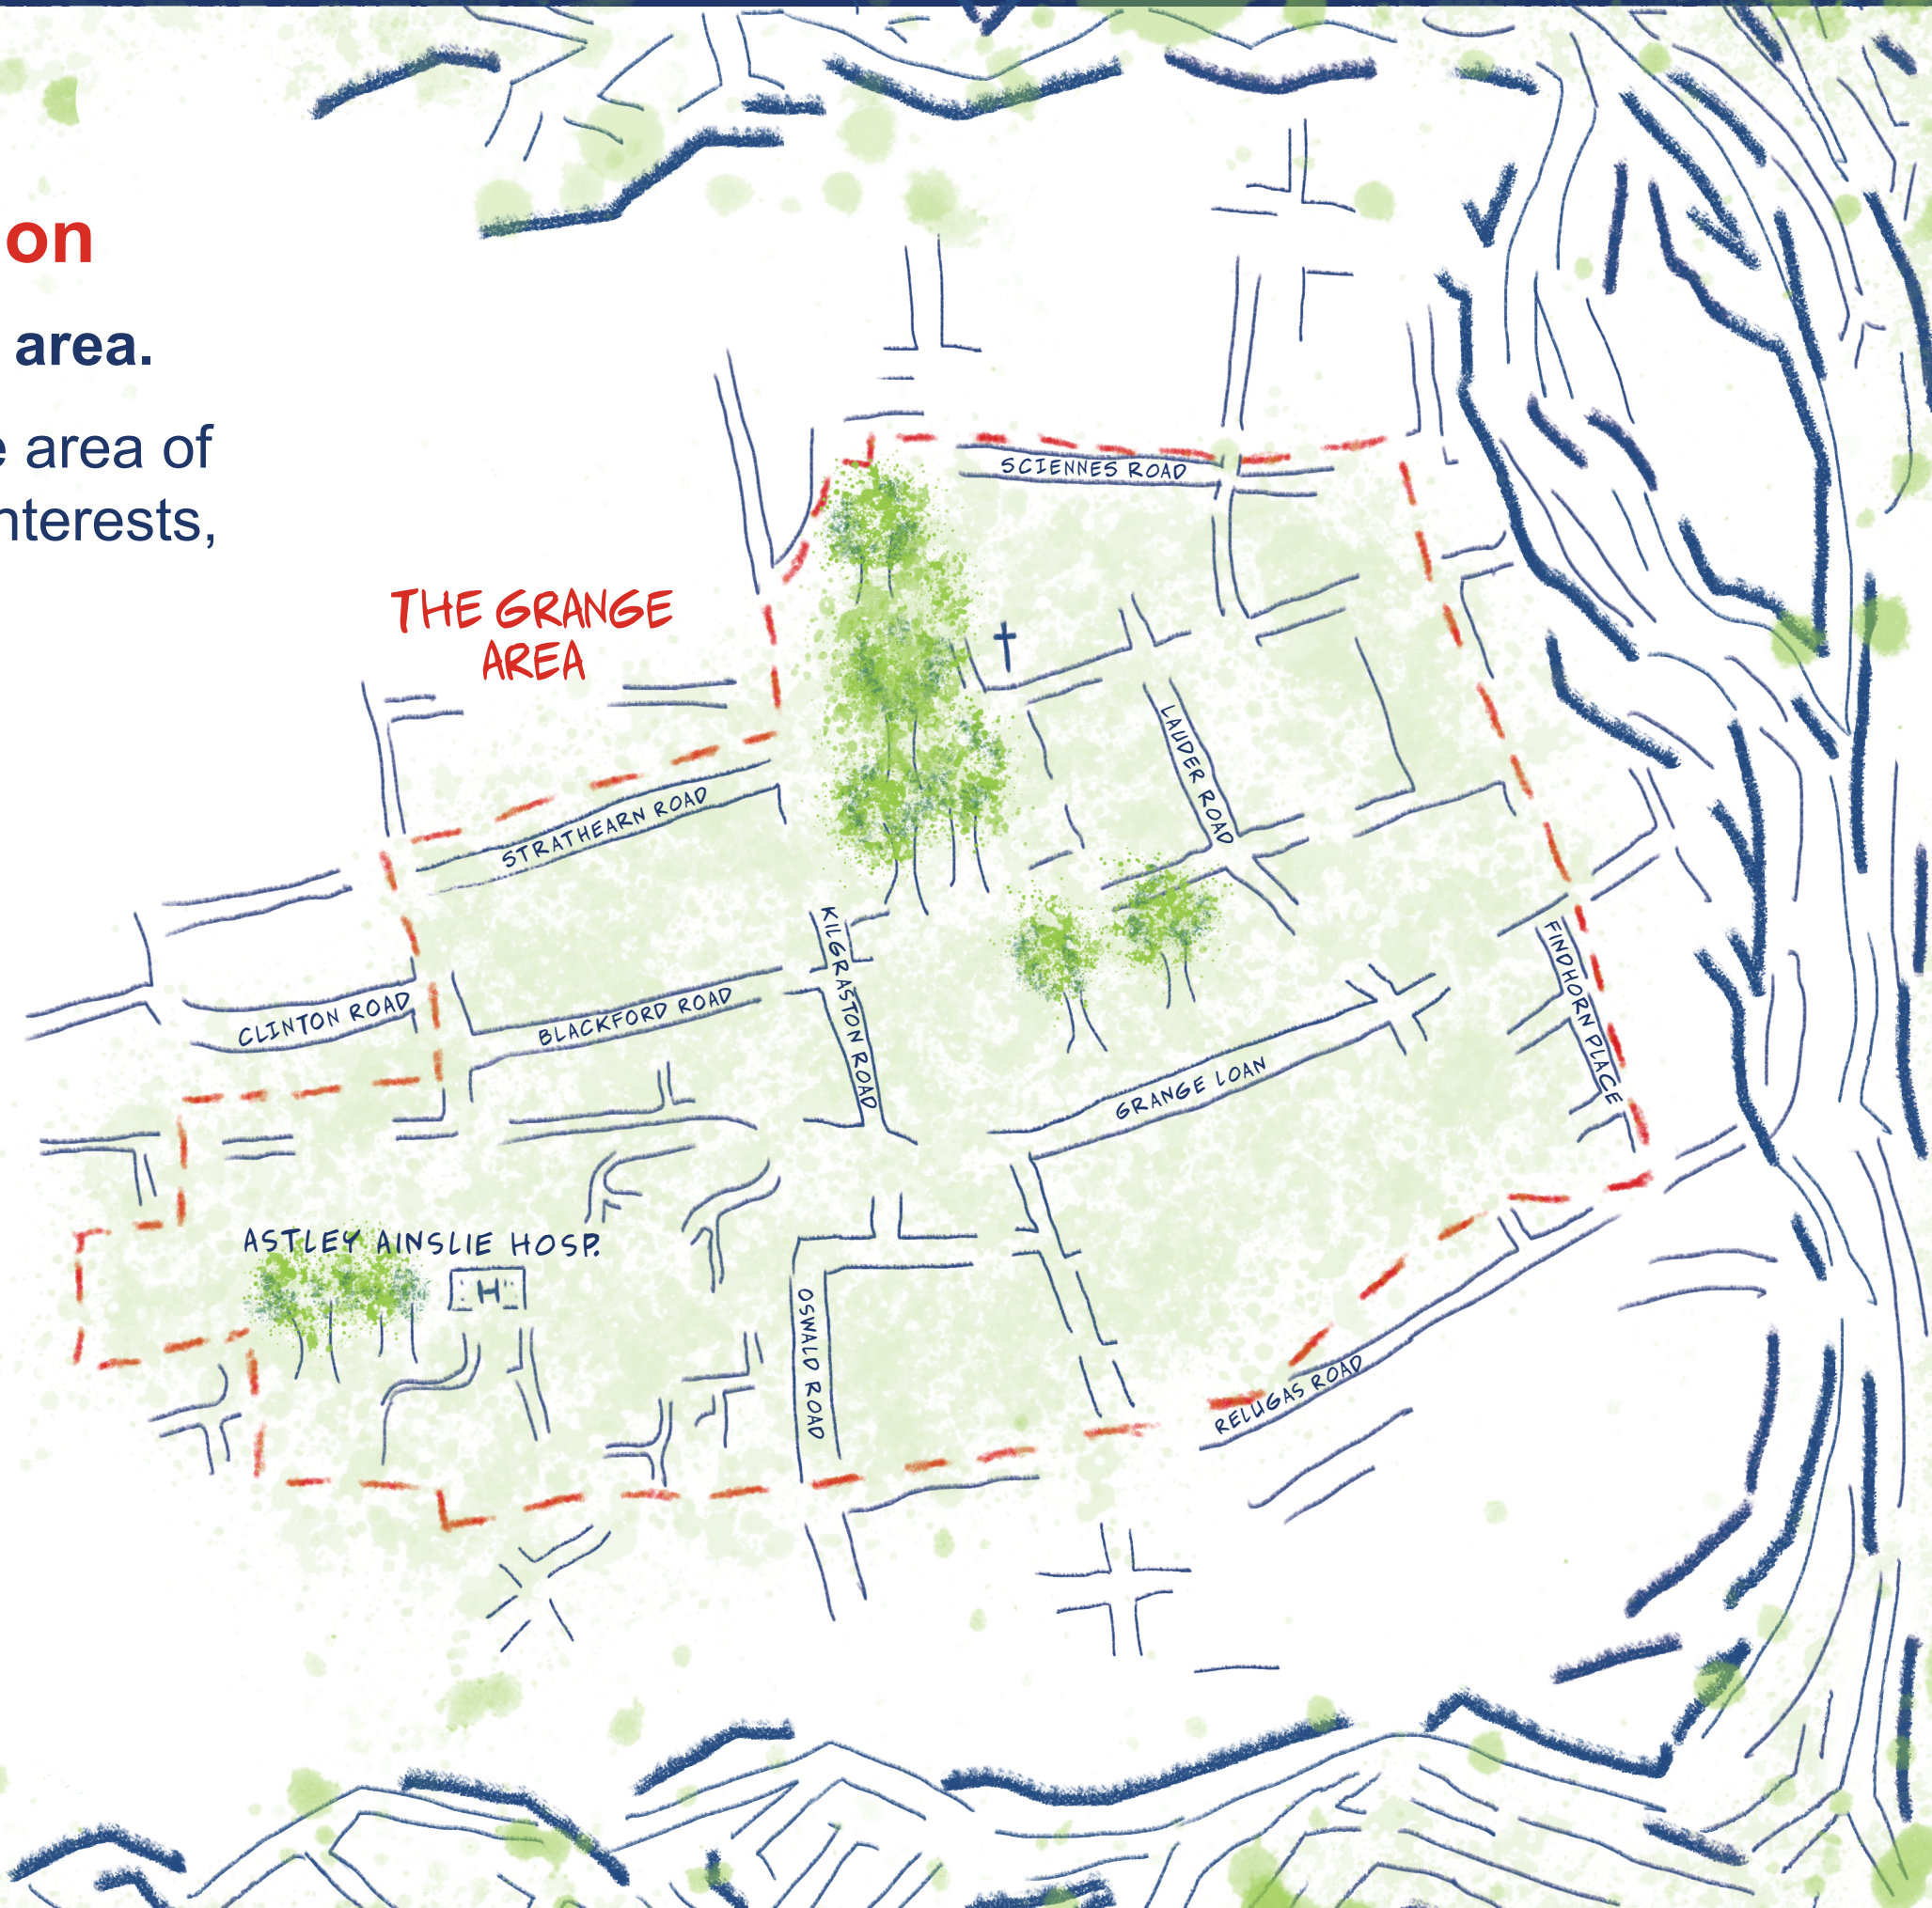 on
area.
e area of
nterests,
THE GRANGE
AREA
SCIENNES ROAD
LAUDER ROAD
STRATHEARN ROAD
KILGRASTON ROAD
FINDHORN PLACE
CLINTON ROAD
BLACKFORD ROAD
GRANGE LOAN
ASTLEY AINSLIE HOSP.
H
OSWALD ROAD
RELUGAS ROAD